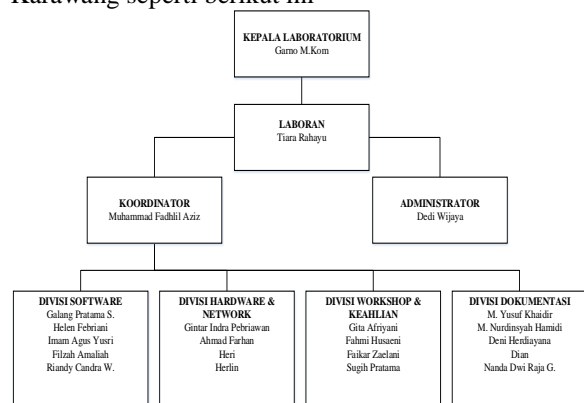 Karawang seperti berikut ini
KEPALA LABORATORIUM
Garno M.Kom
LABORAN
Tiara Rahayu
KOORDINATOR
Muhammad Fadhlil Aziz
ADMINISTRATOR
Dedi Wijaya
DIVISI SOFTWARE
Galang Pratama S.
Helen Febriani
Imam Agus Yusri
Filzah Amaliah
Riandy Candra W.
DIVISI HARDWARE &
NETWORK
Gintar Indra Pebriawan
Ahmad Farhan
Heri
Herlin
DIVISI WORKSHOP &
KEAHLIAN
Gita Afriyani
Fahmi Husaeni
Faikar Zaelani
Sugih Pratama
DIVISI DOKUMENTASI
M. Yusuf Khaidir
M. Nurdinsyah Hamidi
Deni Herdiayana
Dian
Nanda Dwi Raja G.